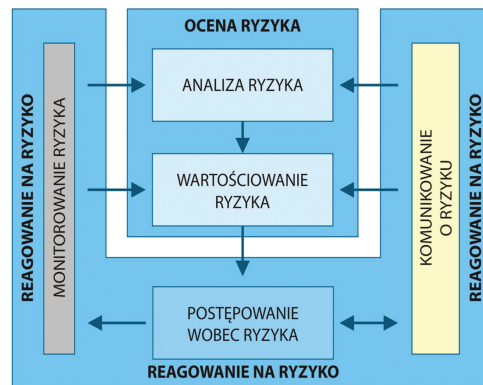 OCENA RYZYKA
ANALIZA RYZYKA
WARTOŚCIOWANIE
RYZYKA
POSTĘPOWANIE
WOBEC RYZYKA
REAGOWANIE NA RYZYKO
REAGOWANIE NA RYZYKO
MONITOROWANIE RYZYKA
KOMUNIKOWANIE
O RYZYKU
REAGOWANIE NA RYZYKO